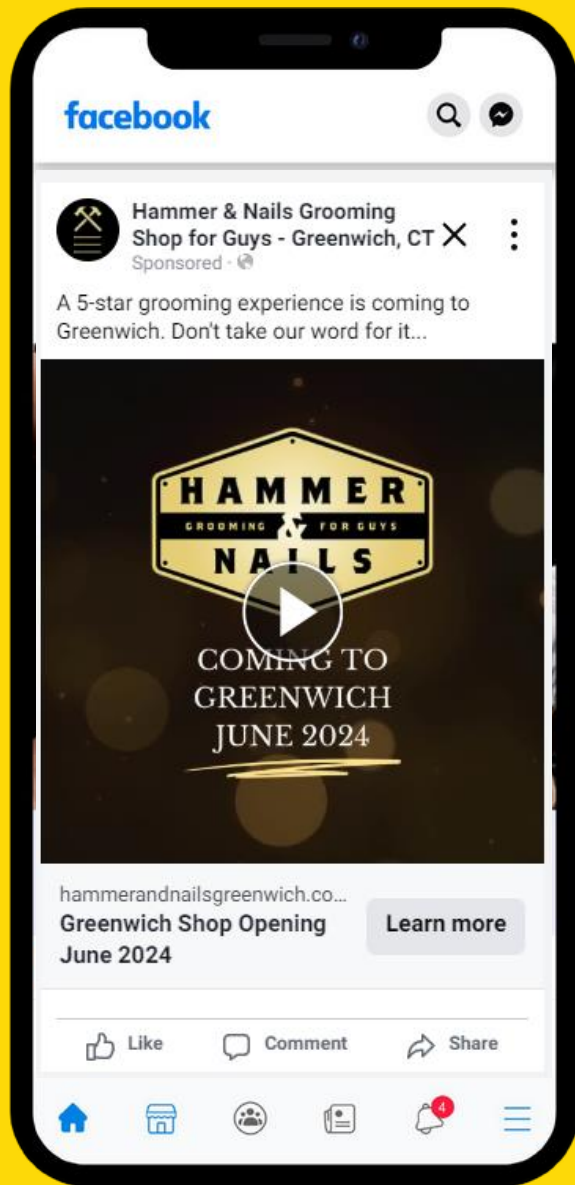 facebook
Hammer & Nails Grooming
Shop for Guys - Greenwich, CT
Sponsored ·
A 5-star grooming experience is coming to
Greenwich. Don't take our word for it...
HAMMER
GROOMING & FOR GUYS
NAILS
COMING TO
GREENWICH
JUNE 2024
hammerandnailsgreenwich.co...
Greenwich Shop Opening
June 2024
Learn more
Like
Comment
Share
4